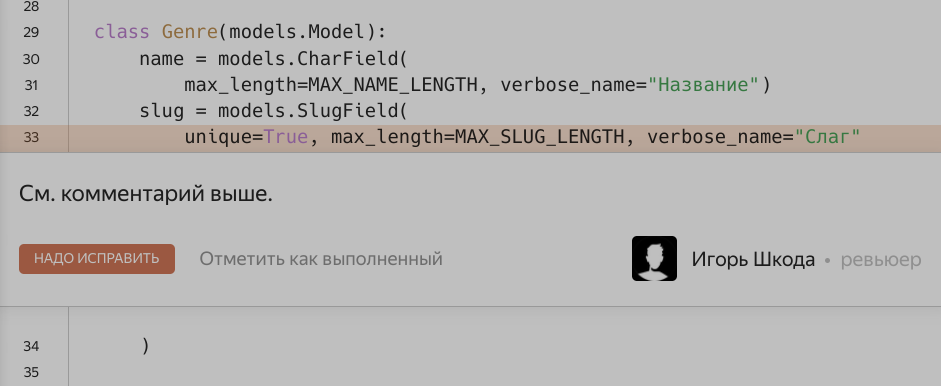 28
29 class Genre(models.Model):
30 name = models.CharField(
31 max_length=MAX_NAME_LENGTH, verbose_name="Название")
32 slug = models.SlugField(
33 unique=True, max_length=MAX_SLUG_LENGTH, verbose_name="Слаг"
См. комментарий выше.
НАДО ИСПРАВИТЬ Отметить как выполненный Игорь Шкода • ревьюер
34 )
35